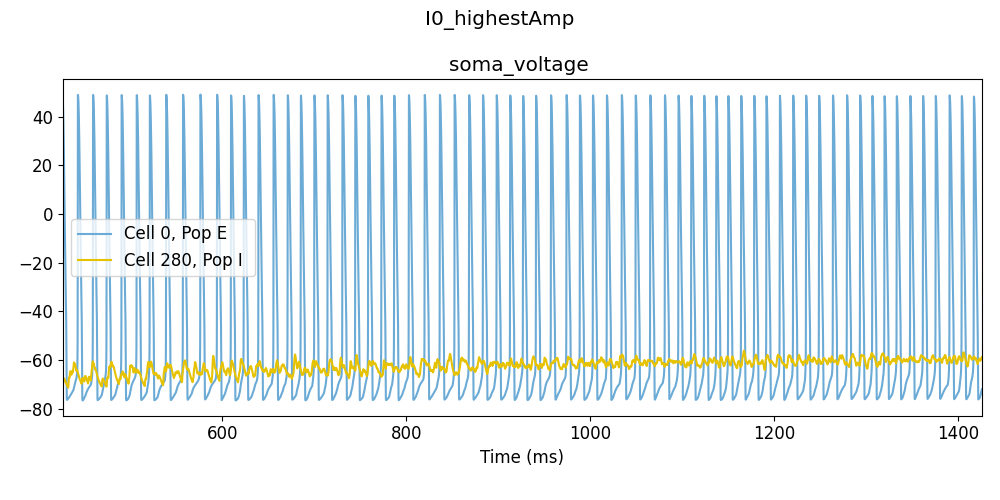 I0_highestAmp
soma_voltage
40
20
0
−20
−40
−60
−80
Cell 0, Pop E
Cell 280, Pop I
600 800 1000 1200 1400
Time (ms)